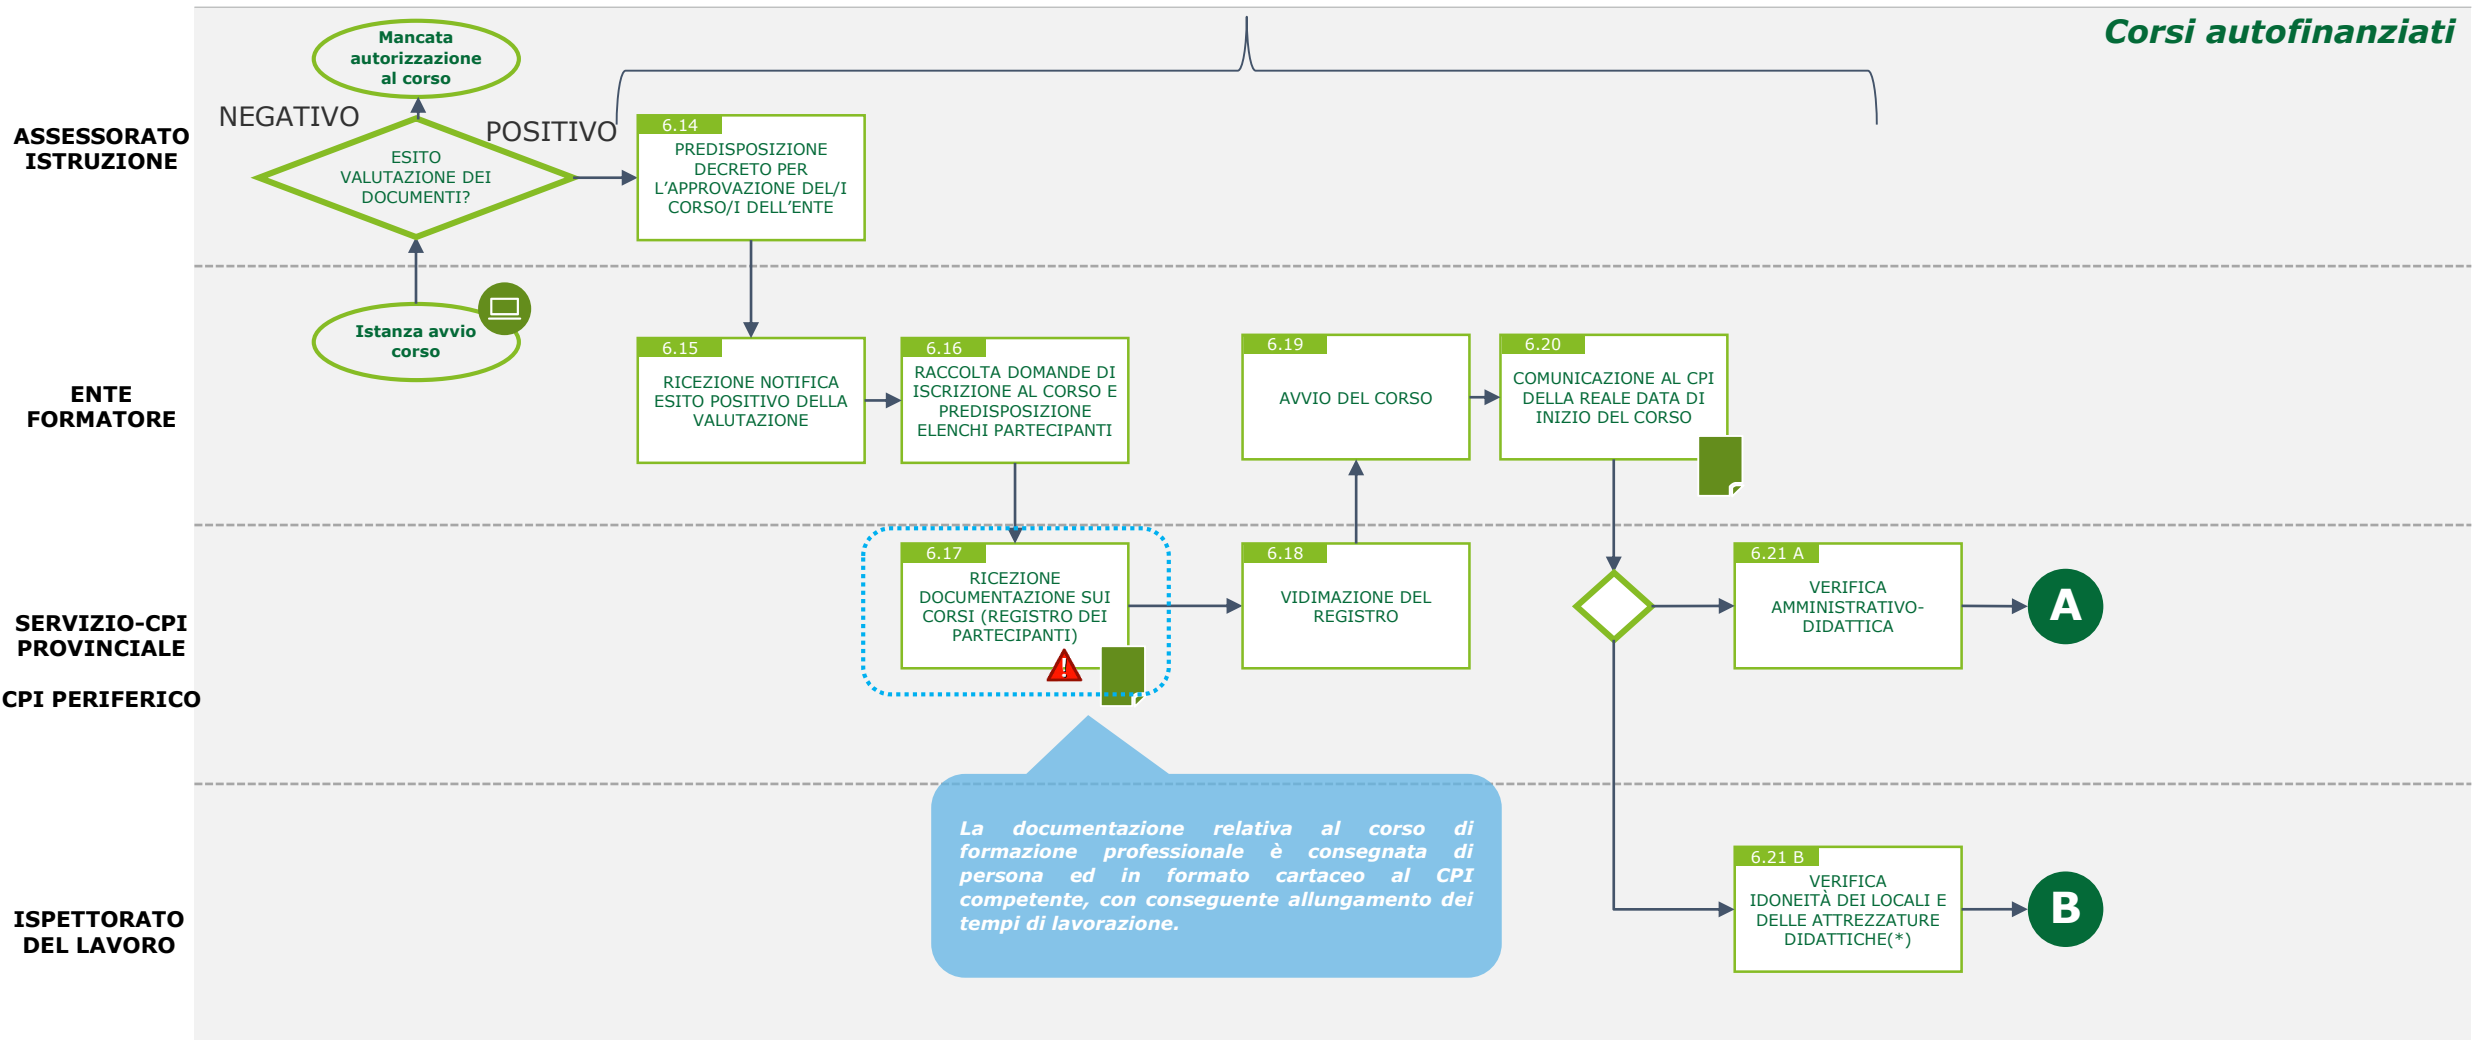 Corsi autofinanziati
Mancata
autorizzazione
al corso
NEGATIVO
POSITIVO
ASSESSORATO
ISTRUZIONE
ESITO
VALUTAZIONE DEI
DOCUMENTI?
6.14
PREDISPOSIZIONE
DECRETO PER
L'APPROVAZIONE DEL/I
CORSO/I DELL'ENTE
ENTE
FORMATORE
Istanza avvio
corso
6.15
RICEZIONE NOTIFICA
ESITO POSITIVO DELLA
VALUTAZIONE
6.16
RACCOLTA DOMANDE DI
ISCRIZIONE AL CORSO E
PREDISPOSIZIONE
ELENCHI PARTECIPANTI
6.19
AVVIO DEL CORSO
6.20
COMUNICAZIONE AL CPI
DELLA REALE DATA DI
INIZIO DEL CORSO
SERVIZIO-CPI
PROVINCIALE
CPI PERIFERICO
6.17
RICEZIONE
DOCUMENTAZIONE SUI
CORSI (REGISTRO DEI
PARTECIPANTI)
!
6.18
VIDIMAZIONE DEL
REGISTRO
6.21 A
VERIFICA
AMMINISTRATIVO-
DIDATTICA
A
La documentazione relativa al corso di
formazione professionale è consegnata di
persona ed in formato cartaceo al CPI
competente, con conseguente allungamento dei
tempi di lavorazione.
ISPETTORATO
DEL LAVORO
6.21 B
VERIFICA
IDONEITÀ DEI LOCALI E
DELLE ATTREZZATURE
DIDATTICHE(*)
B